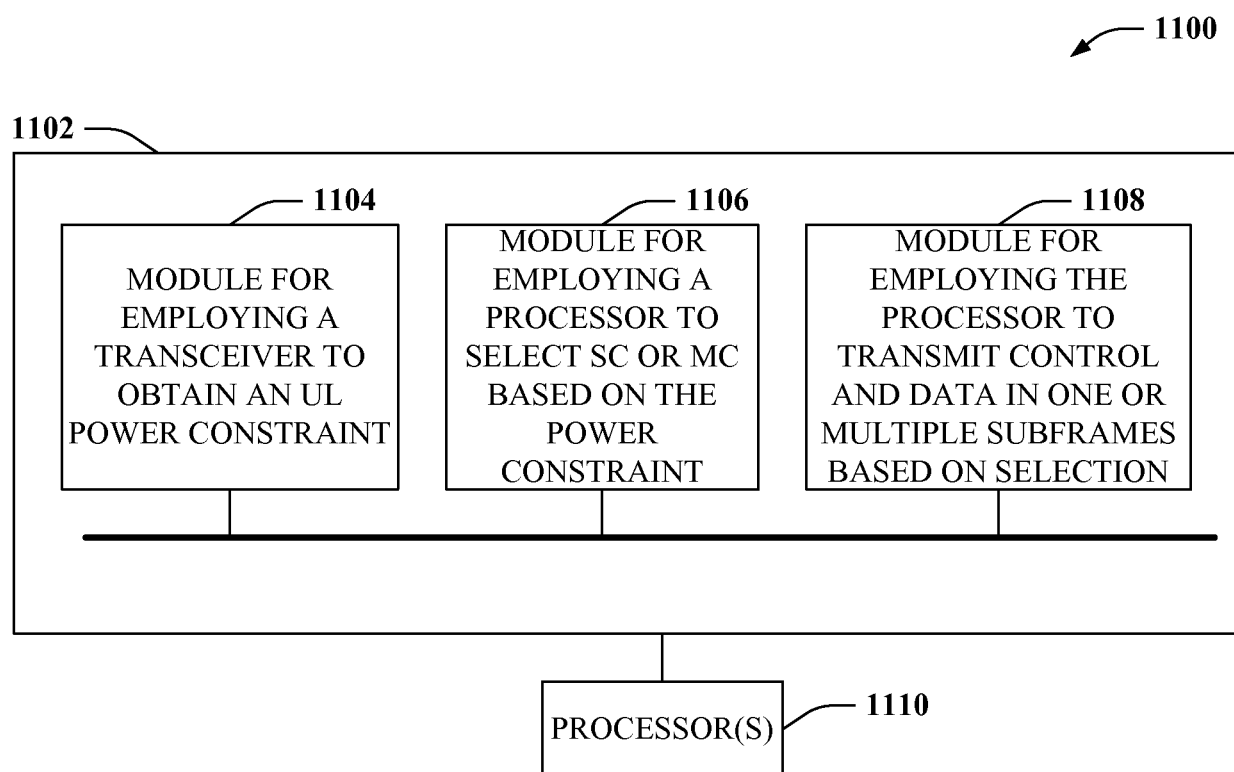 1100
1102
1104
MODULE FOR
EMPLOYING A
TRANSCEIVER TO
OBTAIN AN UL
POWER CONSTRAINT
1106
MODULE FOR
EMPLOYING A
PROCESSOR TO
SELECT SC OR MC
BASED ON THE
POWER
CONSTRAINT
1108
MODULE FOR
EMPLOYING THE
PROCESSOR TO
TRANSMIT CONTROL
AND DATA IN ONE OR
MULTIPLE SUBFRAMES
BASED ON SELECTION
PROCESSOR(S)
1110